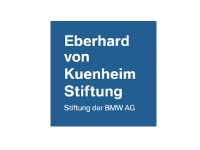 Eberhard
von
Kuenheim
Stiftung
Stiftung der BMW AG